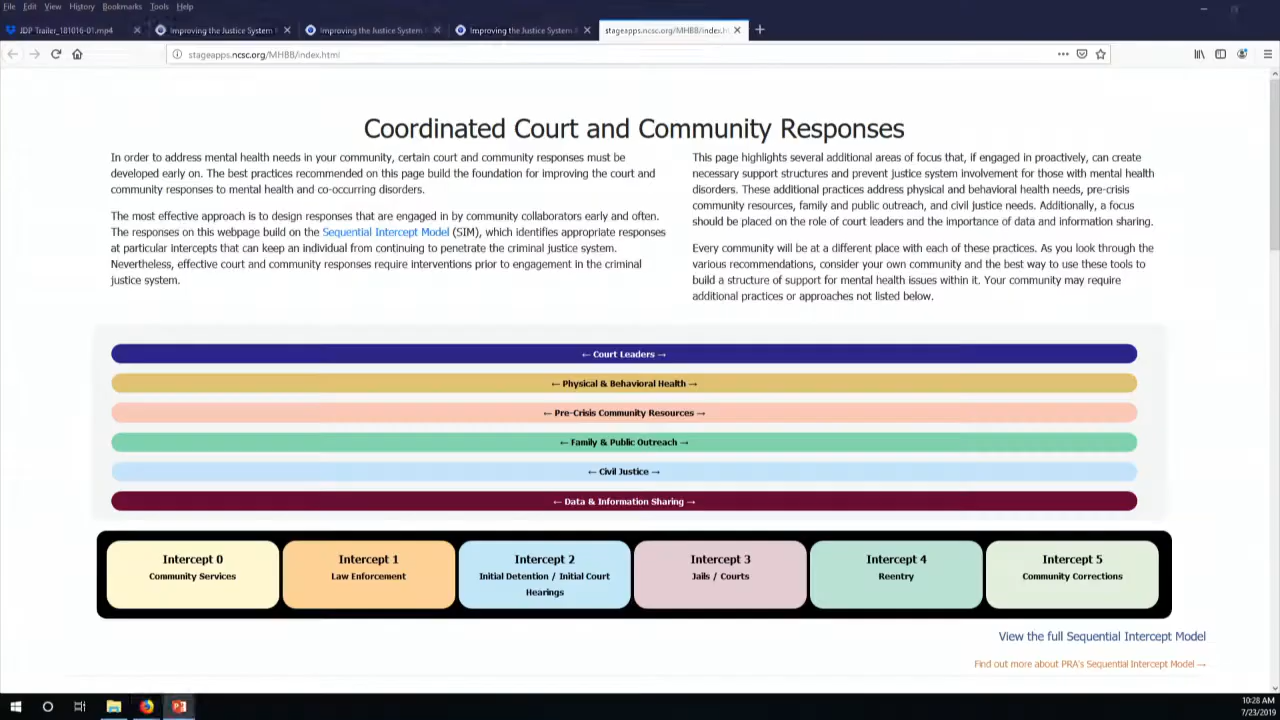 File Edit View History Bookmarks Tools Help
JDP Trailer_181016-01.mp4
Improving the Justice System
Improving the Justice System
Improving the Justice System
stageapps.ncsc.org/MHBB/index.h
stageapps.ncsc.org/MHBB/index.html
Coordinated Court and Community Responses
In order to address mental health needs in your community, certain court and community responses must be
developed early on. The best practices recommended on this page build the foundation for improving the court and
community responses to mental health and co-occurring disorders.
The most effective approach is to design responses that are engaged in by community collaborators early and often.
The responses on this webpage build on the Sequential Intercept Model (SIM), which identifies appropriate responses
at particular intercepts that can keep an individual from continuing to penetrate the criminal justice system.
Nevertheless, effective court and community responses require interventions prior to engagement in the criminal
justice system.
This page highlights several additional areas of focus that, if engaged in proactively, can create
necessary support structures and prevent justice system involvement for those with mental health
disorders. These additional practices address physical and behavioral health needs, pre-crisis
community resources, family and public outreach, and civil justice needs. Additionally, a focus
should be placed on the role of court leaders and the importance of data and information sharing.
Every community will be at a different place with each of these practices. As you look through the
various recommendations, consider your own community and the best way to use these tools to
build a structure of support for mental health issues within it. Your community may require
additional practices or approaches not listed below.
← Court Leaders →
← Physical & Behavioral Health →
← Pre-Crisis Community Resources →
← Family & Public Outreach →
← Civil Justice →
← Data & Information Sharing →
Intercept 0
Community Services
Intercept 1
Law Enforcement
Intercept 2
Initial Detention / Initial Court
Hearings
Intercept 3
Jails / Courts
Intercept 4
Reentry
Intercept 5
Community Corrections
View the full Sequential Intercept Model
Find out more about PRA's Sequential Intercept Model →
10:28 AM
7/23/2019